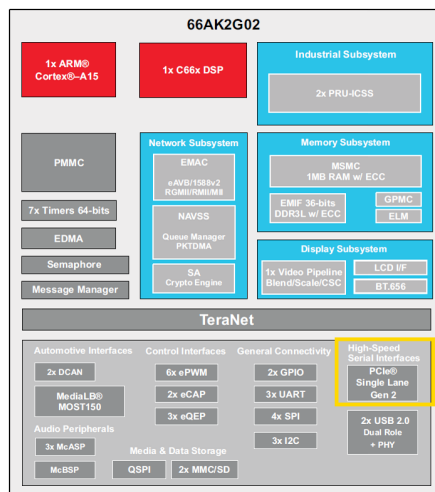 66AK2G02
1x ARM®
Cortex®–A15
1x C66x DSP
Industrial Subsystem
2x PRU-ICSS
PMMC
7x Timers 64-bits
EDMA
Semaphore
Message Manager
Network Subsystem
EMAC
eAVB/1588v2
RGMII/RMII/MII
NAVSS
Queue Manager
PKTDMA
SA
Crypto Engine
Memory Subsystem
MSMC
1MB RAM w/ ECC
EMIF 36-bits
DDR3L w/ ECC
GPMC
ELM
Display Subsystem
1x Video Pipeline
Blend/Scale/CSC
LCD I/F
BT.656
TeraNet
Automotive Interfaces
2x DCAN
MediaLB®
MOST150
Audio Peripherals
3x McASP
McBSP
Control Interfaces
6x ePWM
2x eCAP
3x eQEP
Media & Data Storage
QSPI
2x MMC/SD
General Connectivity
2x GPIO
3x UART
4x SPI
3x I2C
High-Speed
Serial Interfaces
PCIe®
Single Lane
Gen 2
2x USB 2.0
Dual Role
+ PHY